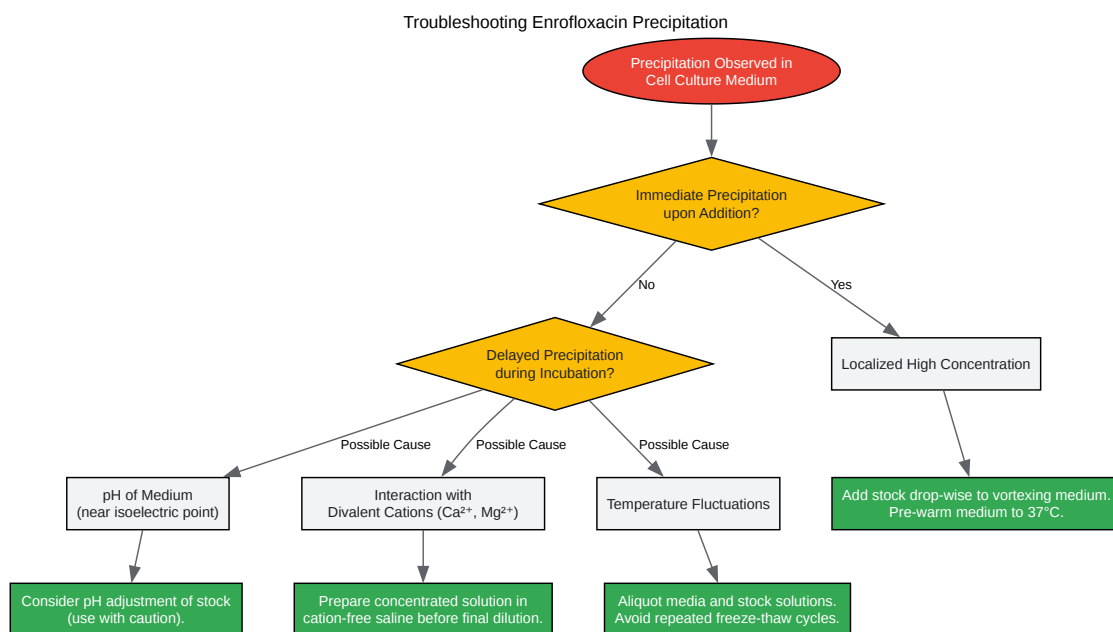 Troubleshooting Enrofloxacin Precipitation
Precipitation Observed in
Cell Culture Medium
Immediate Precipitation
upon Addition?
No
Yes
Delayed Precipitation
during Incubation?
Localized High Concentration
Possible Cause
Possible Cause
Possible Cause
pH of Medium
(near isoelectric point)
Interaction with
Divalent Cations (Ca²⁺, Mg²⁺)
Temperature Fluctuations
Add stock drop-wise to vortexing medium.
Pre-warm medium to 37°C.
Consider pH adjustment of stock
(use with caution).
Prepare concentrated solution in
cation-free saline before final dilution.
Aliquot media and stock solutions.
Avoid repeated freeze-thaw cycles.